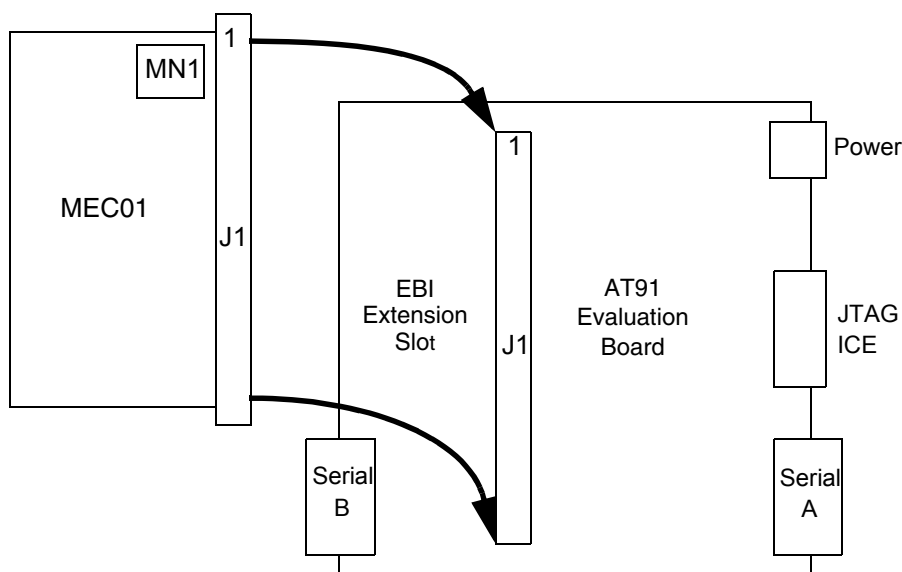 1
MN1
MEC01
J1
1
Power
EBI
Extension
Slot
AT91
Evaluation
Board
J1
JTAG
ICE
Serial
B
Serial
A